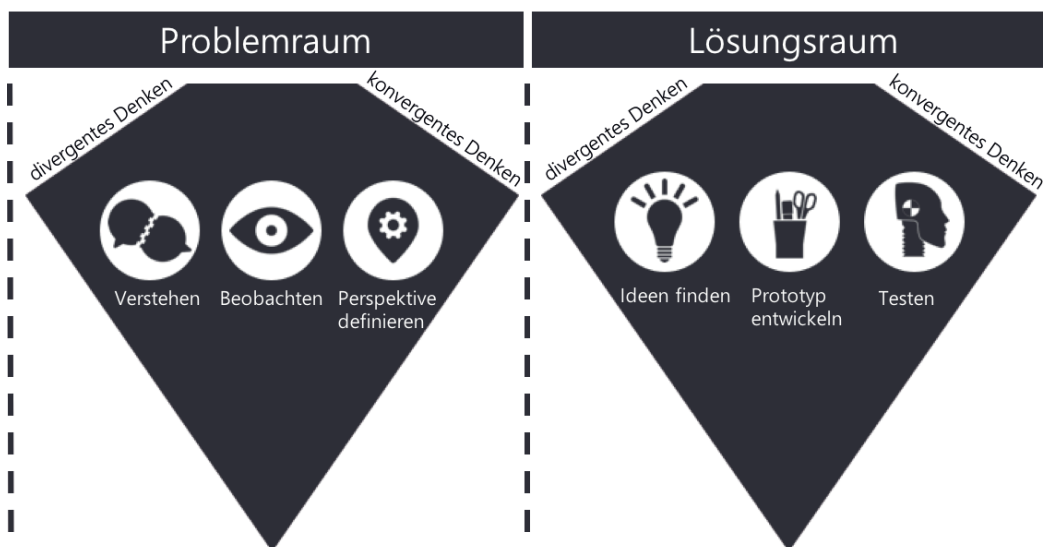 Problemraum
divergentes Denken
konvergentes Denken
Verstehen
Beobachten
Perspektive
definieren
Lösungsraum
divergentes Denken
konvergentes Denken
Ideen finden
Prototyp
entwickeln
Testen